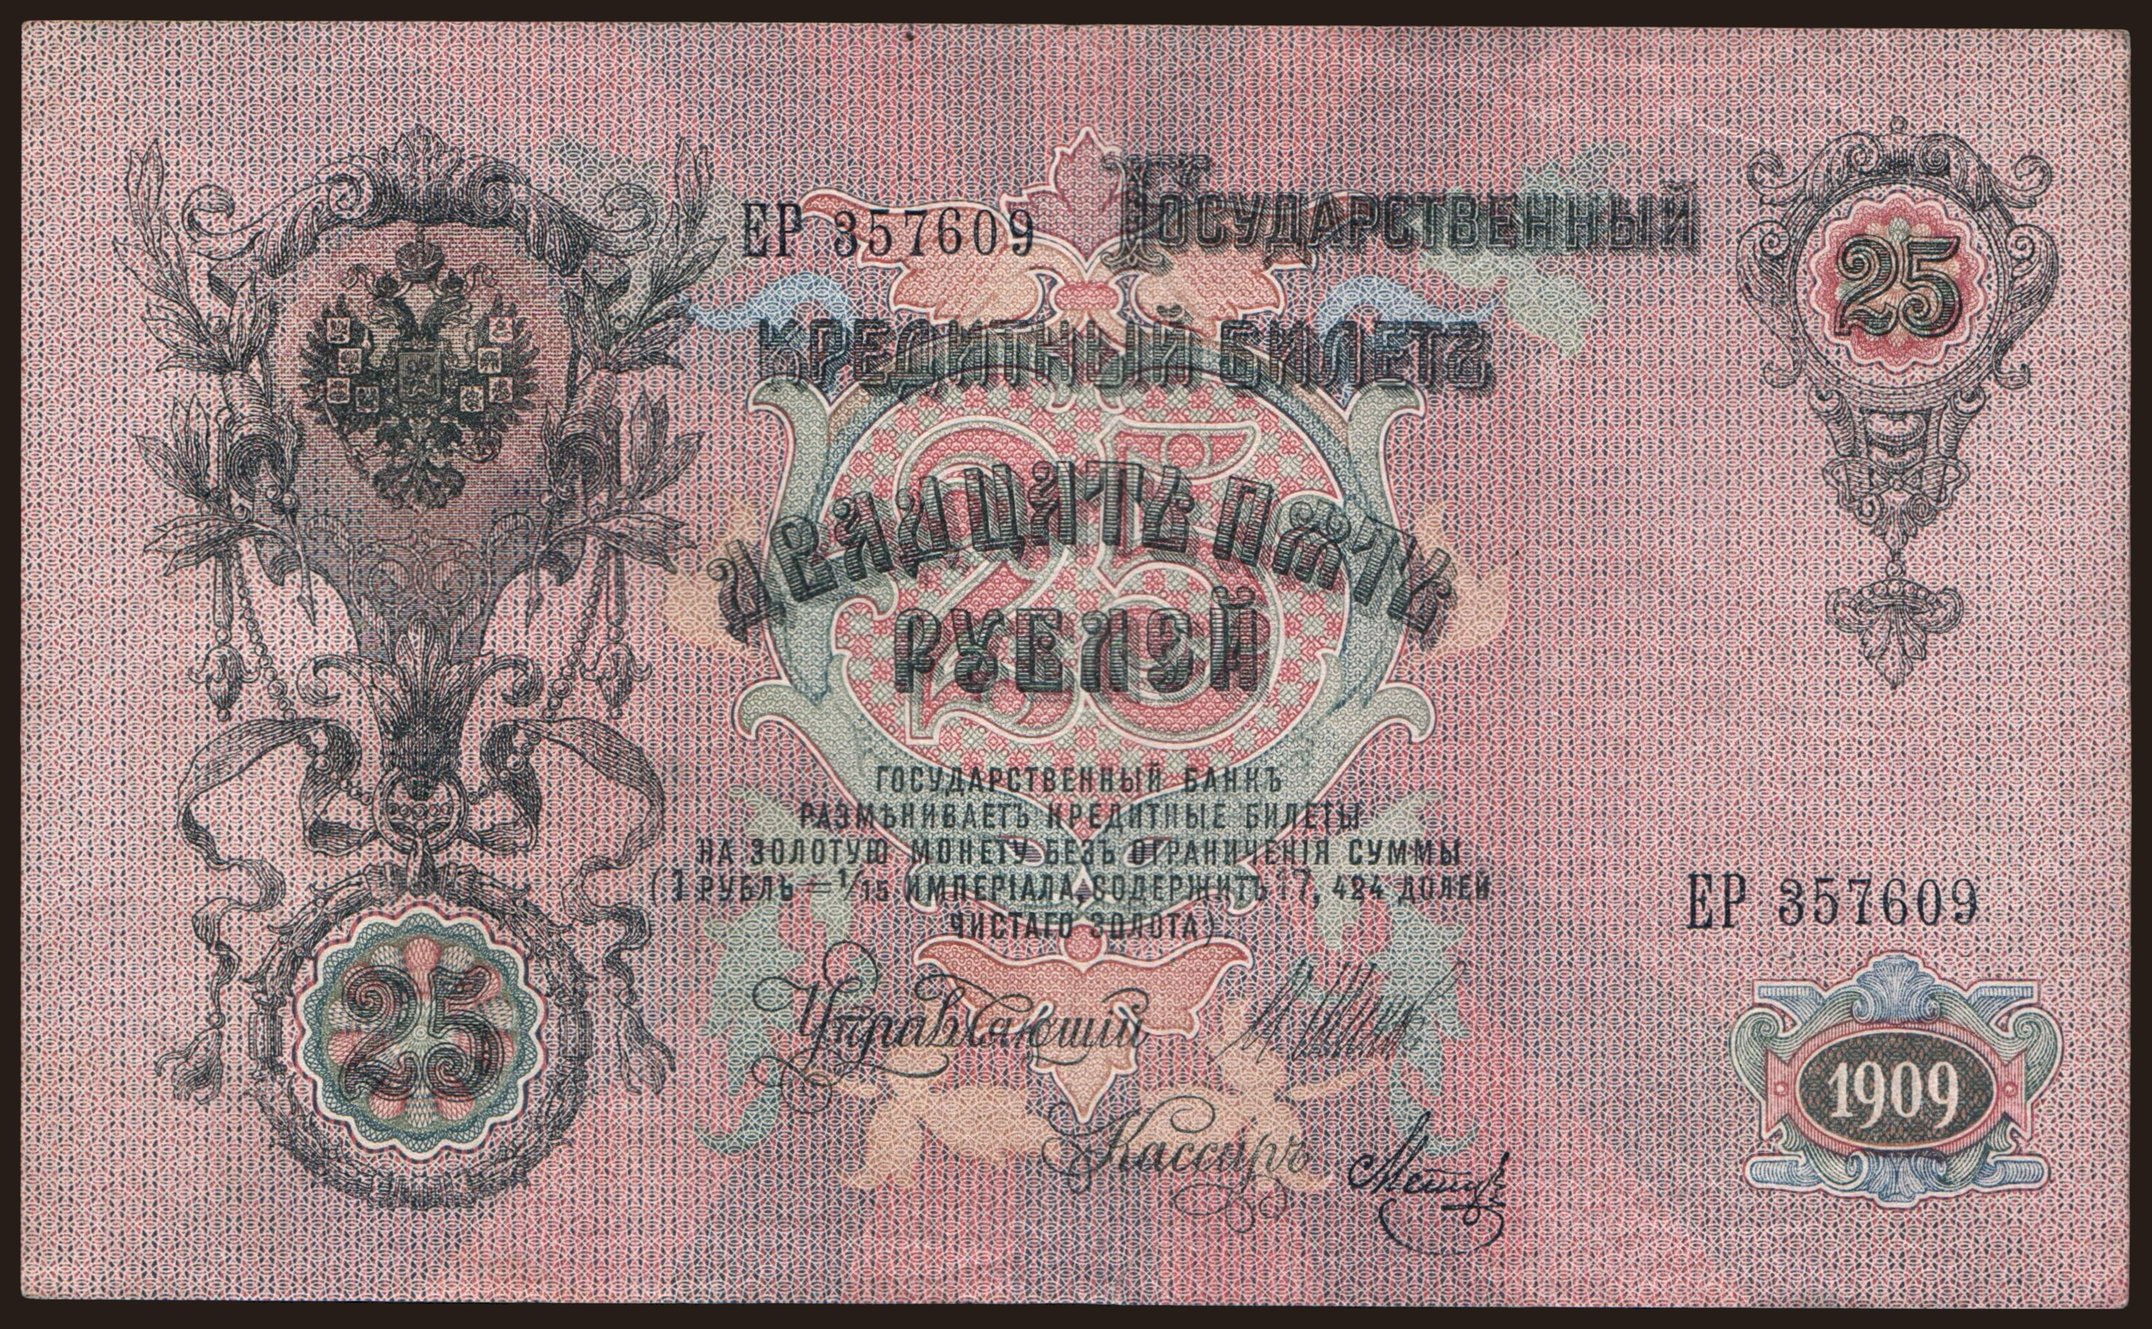 ЕР 357609
Государственный
25
кредитный билетъ
25
двадцать пять
рублей
ГОСУДАРСТВЕННЫЙ БАНКЪ
РАЗМѢНИВАЕТЪ КРЕДИТНЫЕ БИЛЕТЫ
НА ЗОЛОТУЮ МОНЕТУ БЕЗЪ ОГРАНИЧЕНІЯ СУММЫ
(1 РУБЛЬ = 1/15 ИМПЕРІАЛА, СОДЕРЖИТЪ 17, 424 ДОЛЕЙ
ЧИСТАГО ЗОЛОТА).
ЕР 357609
25
Управляющій
1909
Кассиръ